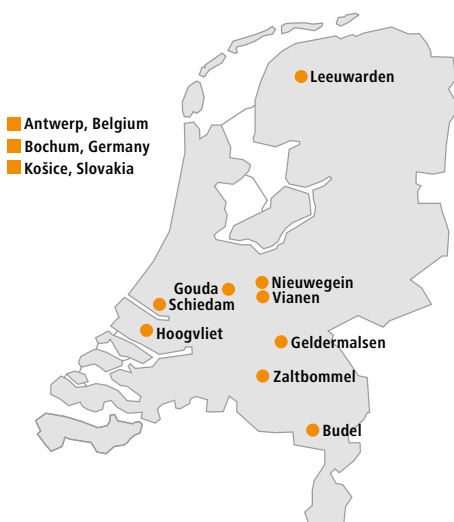 Leeuwarden
Antwerp, Belgium
Bochum, Germany
Košice, Slovakia
Nieuwegein
Gouda
Vianen
Schiedam
Hoogvliet
Geldermalsen
Zaltbommel
Budel